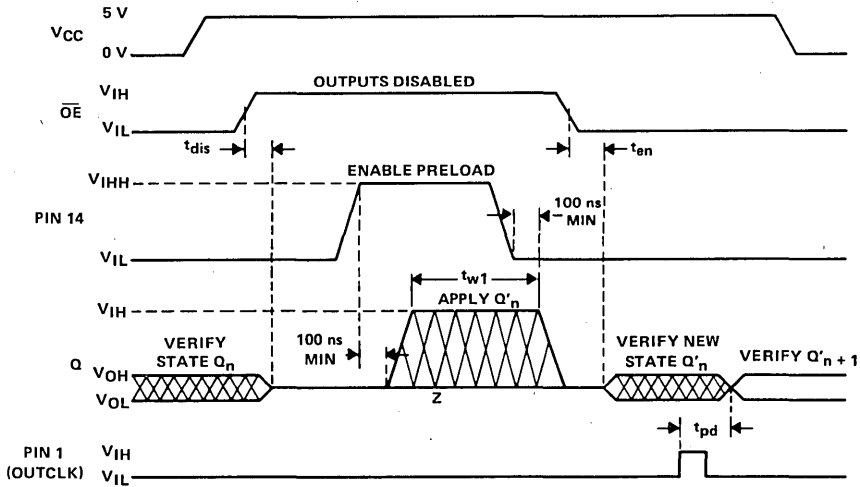 5 V
VCC
0 V
OUTPUTS DISABLED
VIH
OE
VIL
tdis
ten
ENABLE PRELOAD
VIHH
100 ns
MIN
PIN 14
VIL
tw1
VIH
APPLY Q'n
VERIFY
STATE Qn
100 ns
MIN
VERIFY NEW
STATE Q'n
VERIFY Q'n + 1
Q
VOH
VOL
Z
tpd
PIN 1
(OUTCLK)
VIH
VIL